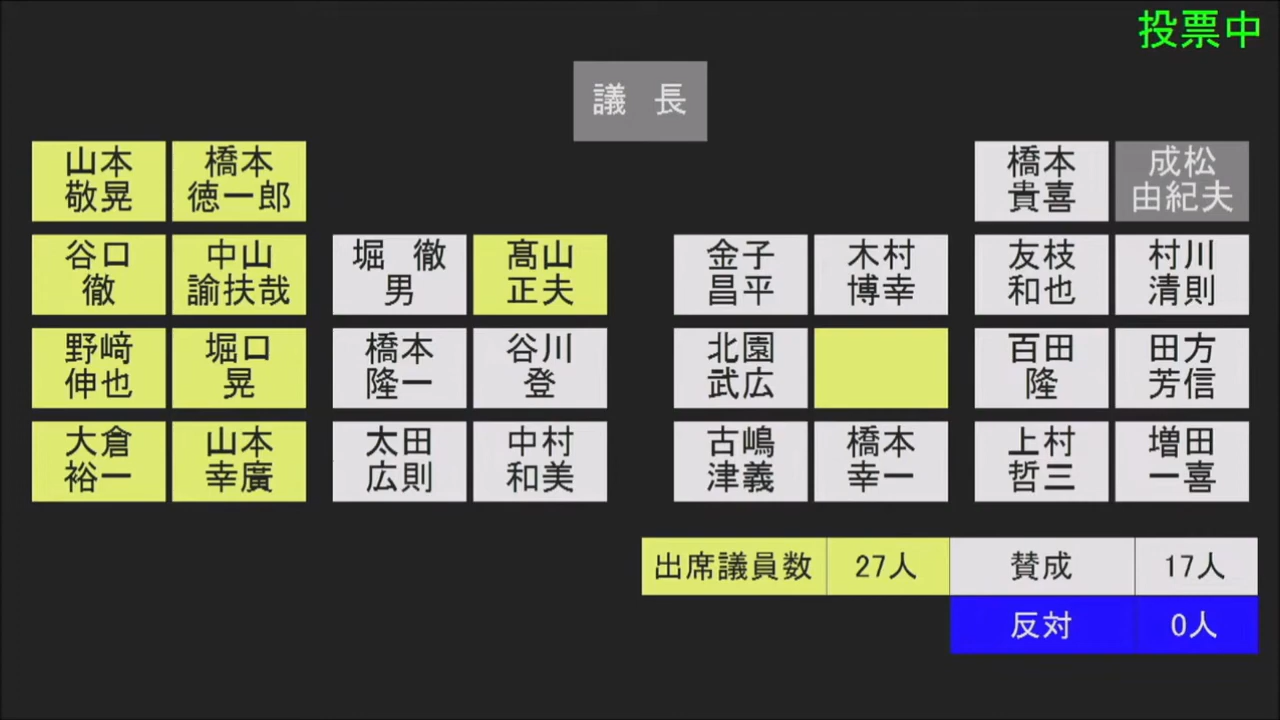 投票中
議 長
山本 橋本 橋本 成松
敬晃 徳一郎 貴喜 由紀夫
谷口 中山 堀 徹 髙山 金子 木村 友枝 村川
徹 諭扶哉 男 正夫 昌平 博幸 和也 清則
野﨑 堀口 橋本 谷川 北園 百田 田方
伸也 晃 隆一 登 武広 隆 芳信
大倉 山本 太田 中村 古嶋 橋本 上村 増田
裕一 幸廣 広則 和美 津義 幸一 哲三 一喜
出席議員数 27人 賛成 17人
反対 0人